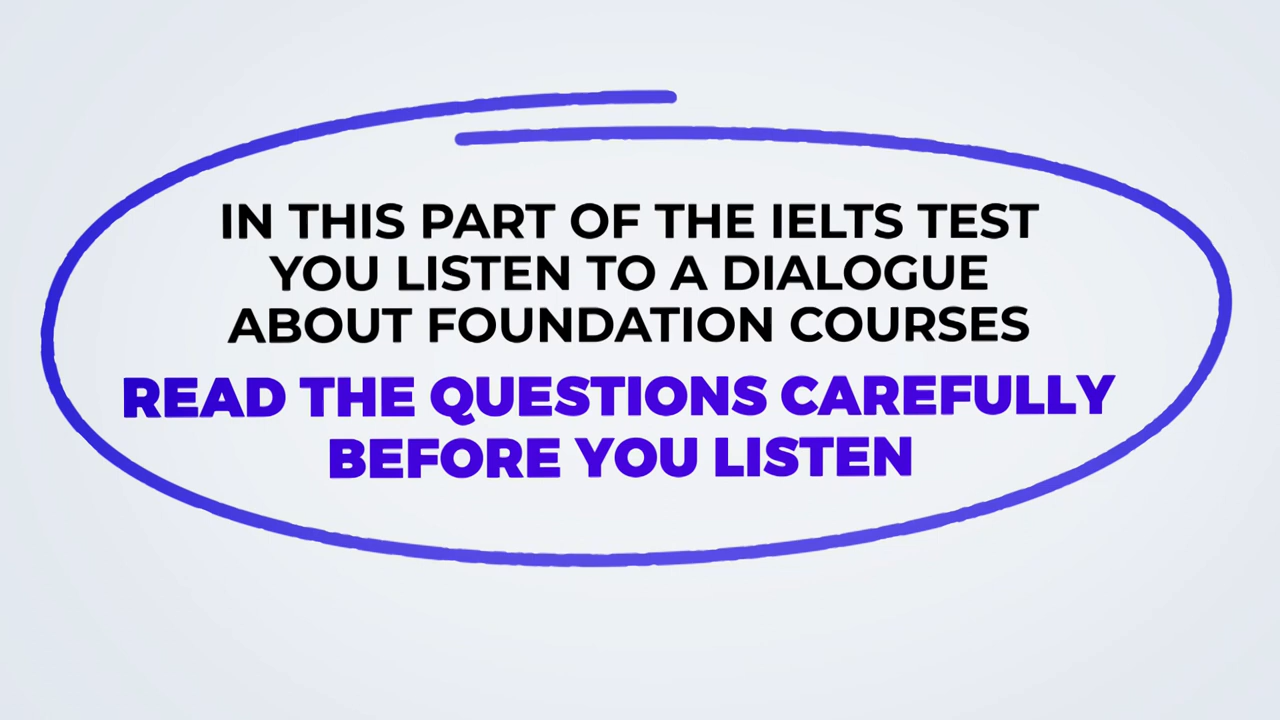 IN THIS PART OF THE IELTS TEST
YOU LISTEN TO A DIALOGUE
ABOUT FOUNDATION COURSES
READ THE QUESTIONS CAREFULLY
BEFORE YOU LISTEN